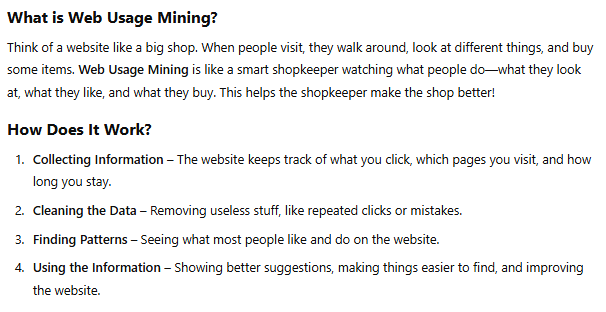 What is Web Usage Mining?
Think of a website like a big shop. When people visit, they walk around, look at different things, and buy
some items. Web Usage Mining is like a smart shopkeeper watching what people do—what they look
at, what they like, and what they buy. This helps the shopkeeper make the shop better!
How Does It Work?
1. Collecting Information – The website keeps track of what you click, which pages you visit, and how
long you stay.
2. Cleaning the Data – Removing useless stuff, like repeated clicks or mistakes.
3. Finding Patterns – Seeing what most people like and do on the website.
4. Using the Information – Showing better suggestions, making things easier to find, and improving
the website.